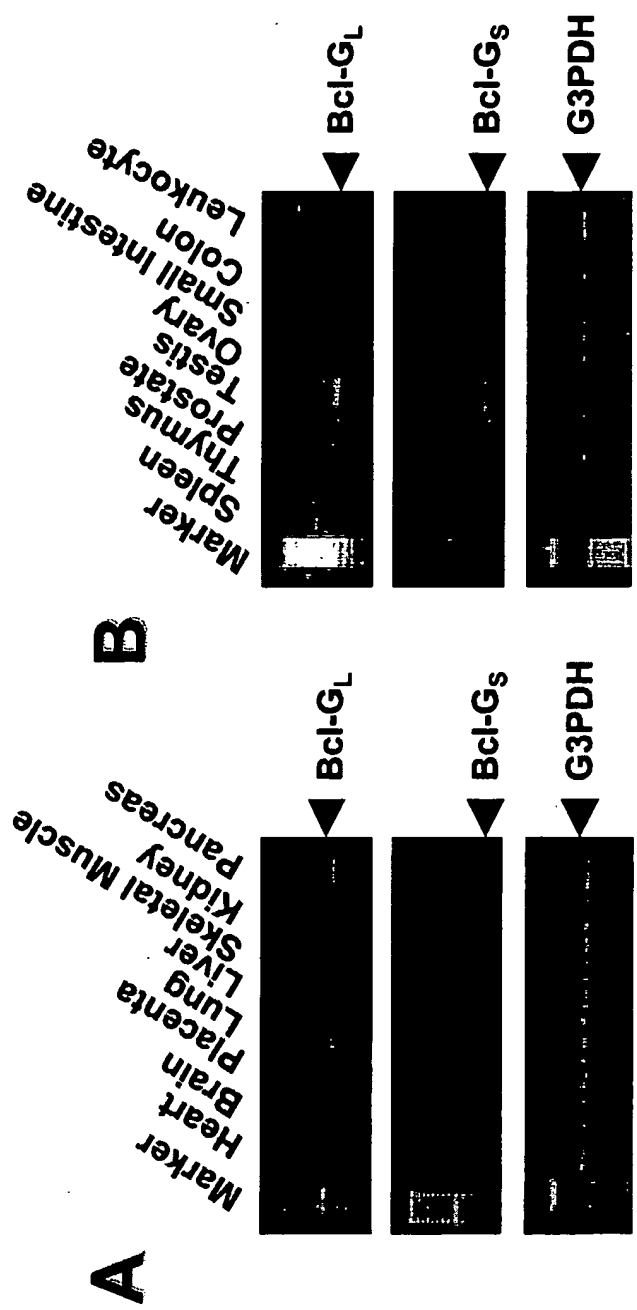 A
Marker
Heart
Brain
Placenta
Lung
Liver
Skeletal Muscle
Kidney
Pancreas
Bcl-GL
Bcl-GS
G3PDH
B
Marker
Spleen
Thymus
Prostate
Testis
Ovary
Small Intestine
Colon
Leukocyte
Bcl-GL
Bcl-GS
G3PDH